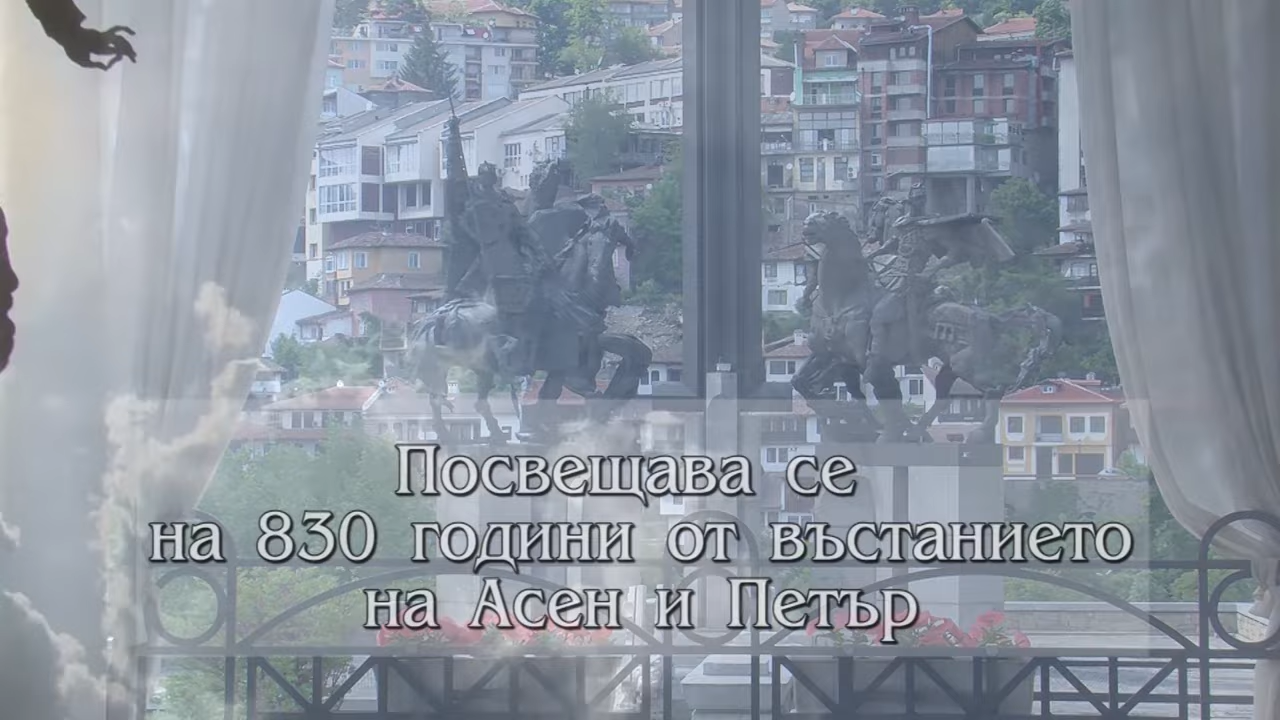 Посвещава се
на 830 години от въстанието
на Асен и Петър